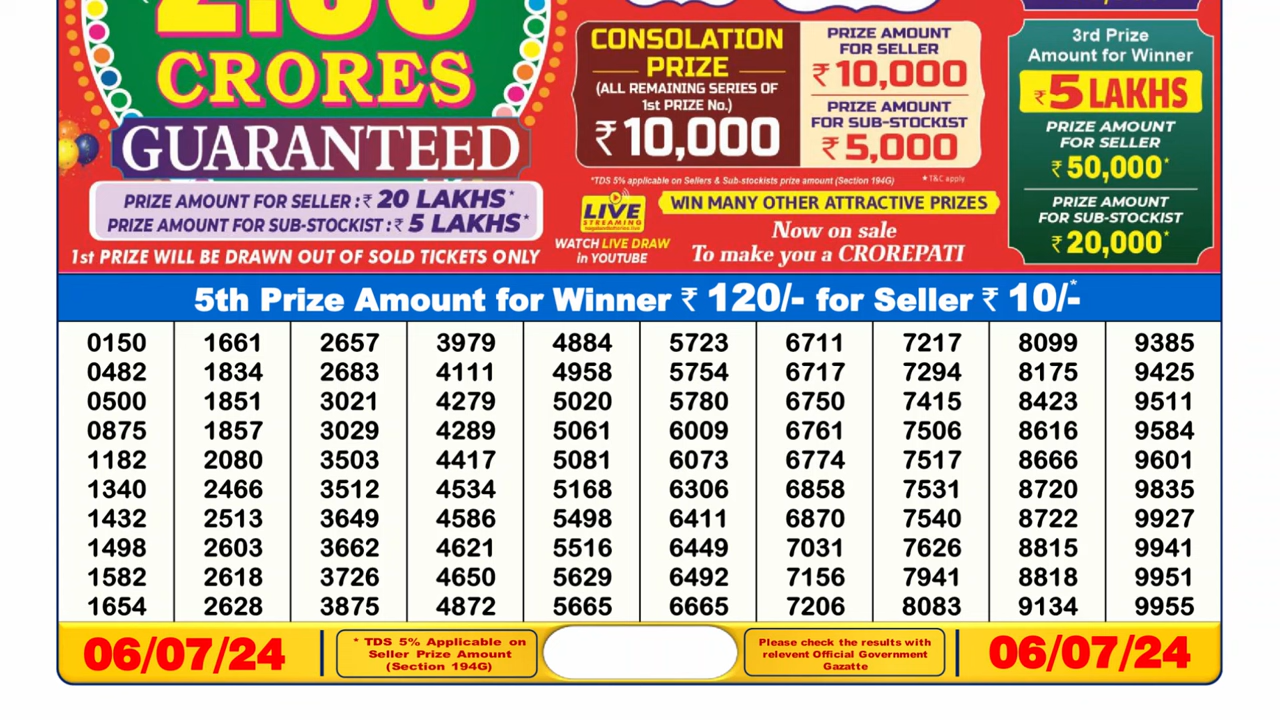 CRORES
GUARANTEED
PRIZE AMOUNT FOR SELLER :₹ 20 LAKHS*
PRIZE AMOUNT FOR SUB-STOCKIST :₹ 5 LAKHS*
1st PRIZE WILL BE DRAWN OUT OF SOLD TICKETS ONLY
CONSOLATION
PRIZE
(ALL REMAINING SERIES OF
1st PRIZE No.)
₹10,000
PRIZE AMOUNT
FOR SELLER
₹10,000
PRIZE AMOUNT
FOR SUB-STOCKIST
₹5,000
*TDS 5% applicable on Sellers & Sub-stockists prize amount (Section 194G)
*T&C apply
LIVE
STREAMING
WATCH LIVE DRAW
in YOUTUBE
WIN MANY OTHER ATTRACTIVE PRIZES
Now on sale
To make you a CROREPATI
3rd Prize
Amount for Winner
₹5 LAKHS
PRIZE AMOUNT
FOR SELLER
₹50,000*
PRIZE AMOUNT
FOR SUB-STOCKIST
₹20,000*
5th Prize Amount for Winner ₹ 120/- for Seller ₹ 10/-*
0150 1661 2657 3979 4884 5723 6711 7217 8099 9385
0482 1834 2683 4111 4958 5754 6717 7294 8175 9425
0500 1851 3021 4279 5020 5780 6750 7415 8423 9511
0875 1857 3029 4289 5061 6009 6761 7506 8616 9584
1182 2080 3503 4417 5081 6073 6774 7517 8666 9601
1340 2466 3512 4534 5168 6306 6858 7531 8720 9835
1432 2513 3649 4586 5498 6411 6870 7540 8722 9927
1498 2603 3662 4621 5516 6449 7031 7626 8815 9941
1582 2618 3726 4650 5629 6492 7156 7941 8818 9951
1654 2628 3875 4872 5665 6665 7206 8083 9134 9955
06/07/24
* TDS 5% Applicable on
Seller Prize Amount
(Section 194G)
Please check the results with
relevent Official Government
Gazatte
06/07/24